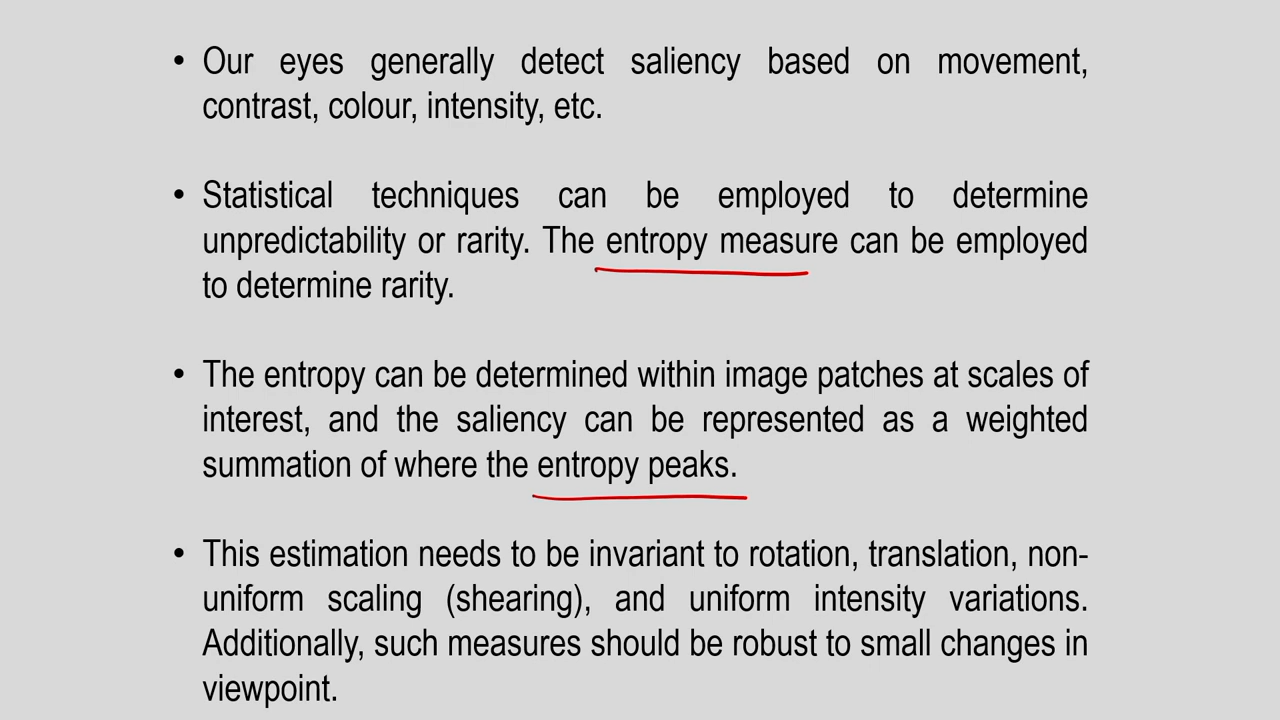 • Our eyes generally detect saliency based on movement,
contrast, colour, intensity, etc.
• Statistical techniques can be employed to determine
unpredictability or rarity. The entropy measure can be employed
to determine rarity.
• The entropy can be determined within image patches at scales of
interest, and the saliency can be represented as a weighted
summation of where the entropy peaks.
• This estimation needs to be invariant to rotation, translation, non-
uniform scaling (shearing), and uniform intensity variations.
Additionally, such measures should be robust to small changes in
viewpoint.